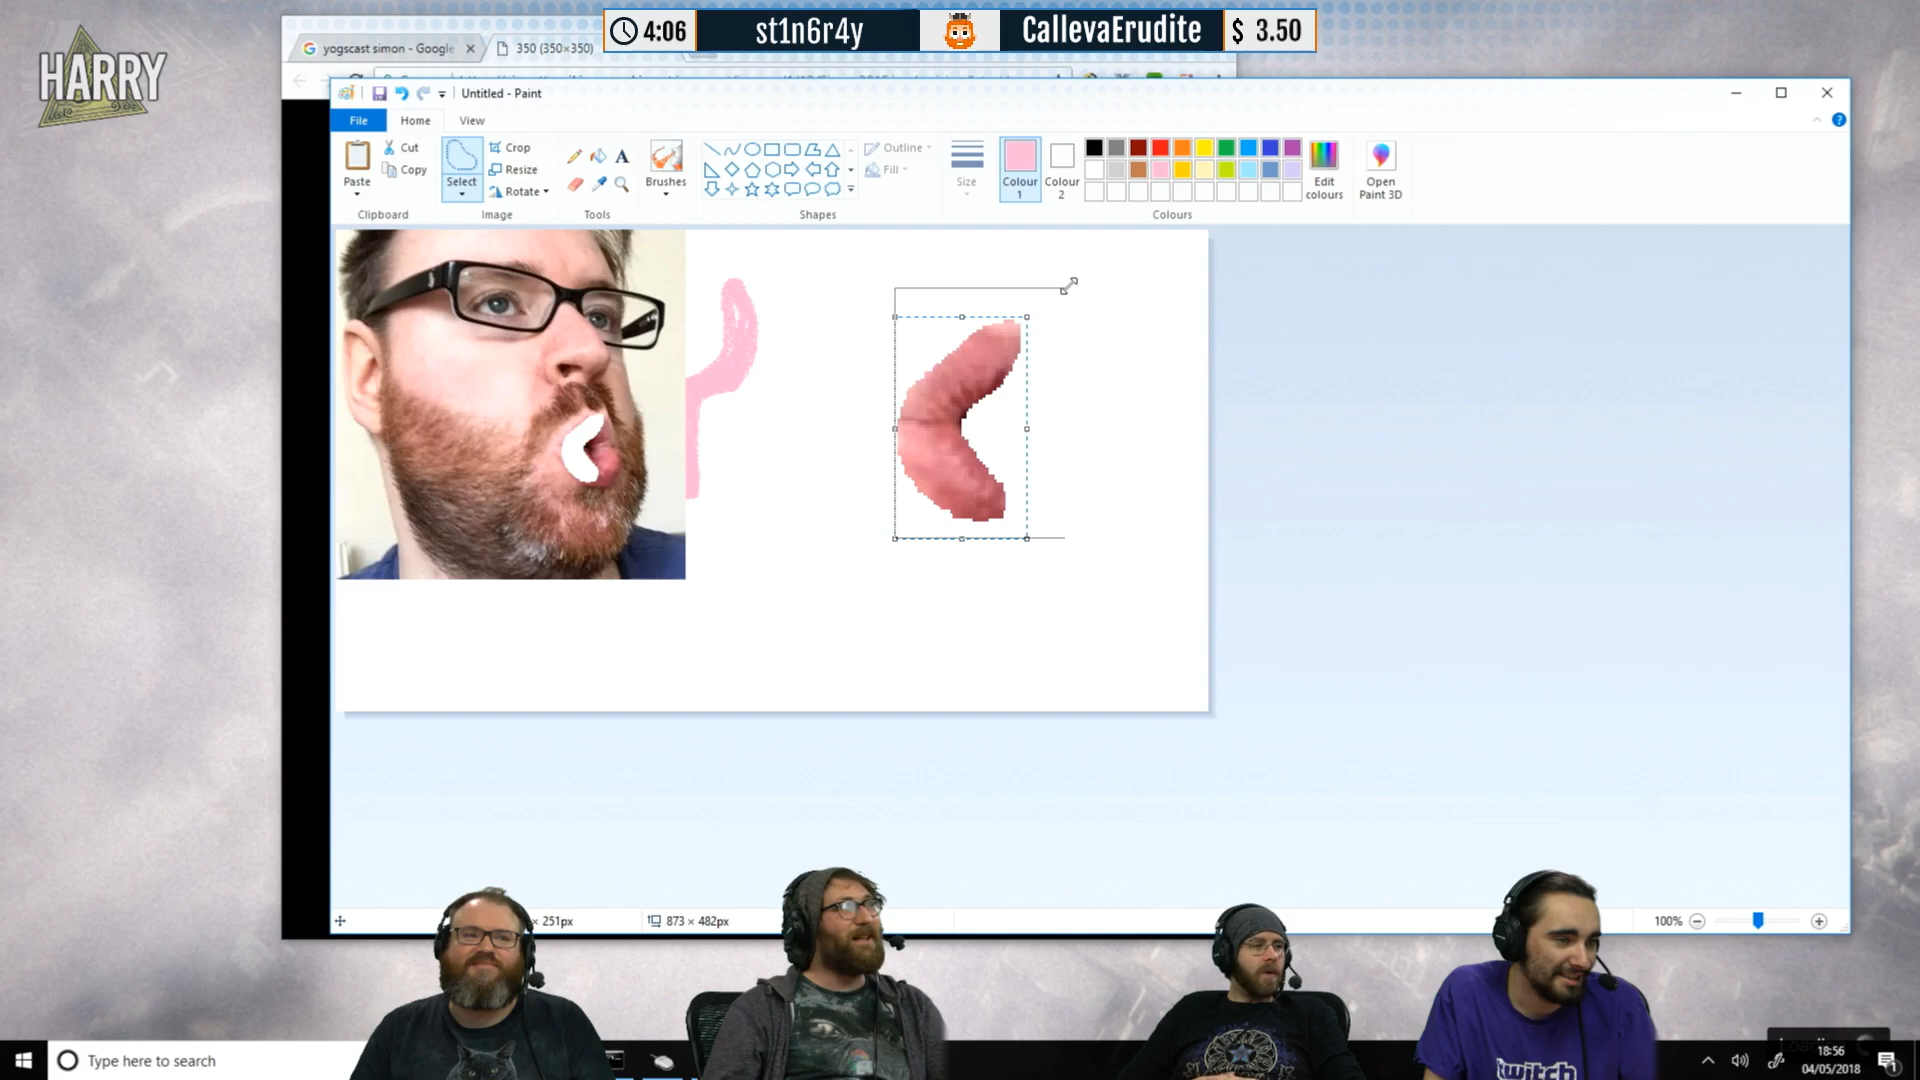 HARRY
4:06
st1n6r4y
CallevaErudite
$ 3.50
yogscast simon - Google
350 (350×350)
Untitled - Paint
File
Home
View
Paste
Cut
Copy
Clipboard
Select
Crop
Resize
Rotate
Image
Tools
Brushes
Shapes
Outline
Fill
Size
Colour 1
Colour 2
Edit colours
Colours
Open Paint 3D
× 251px
873 × 482px
100%
twitch
Type here to search
18:56
04/05/2018
1